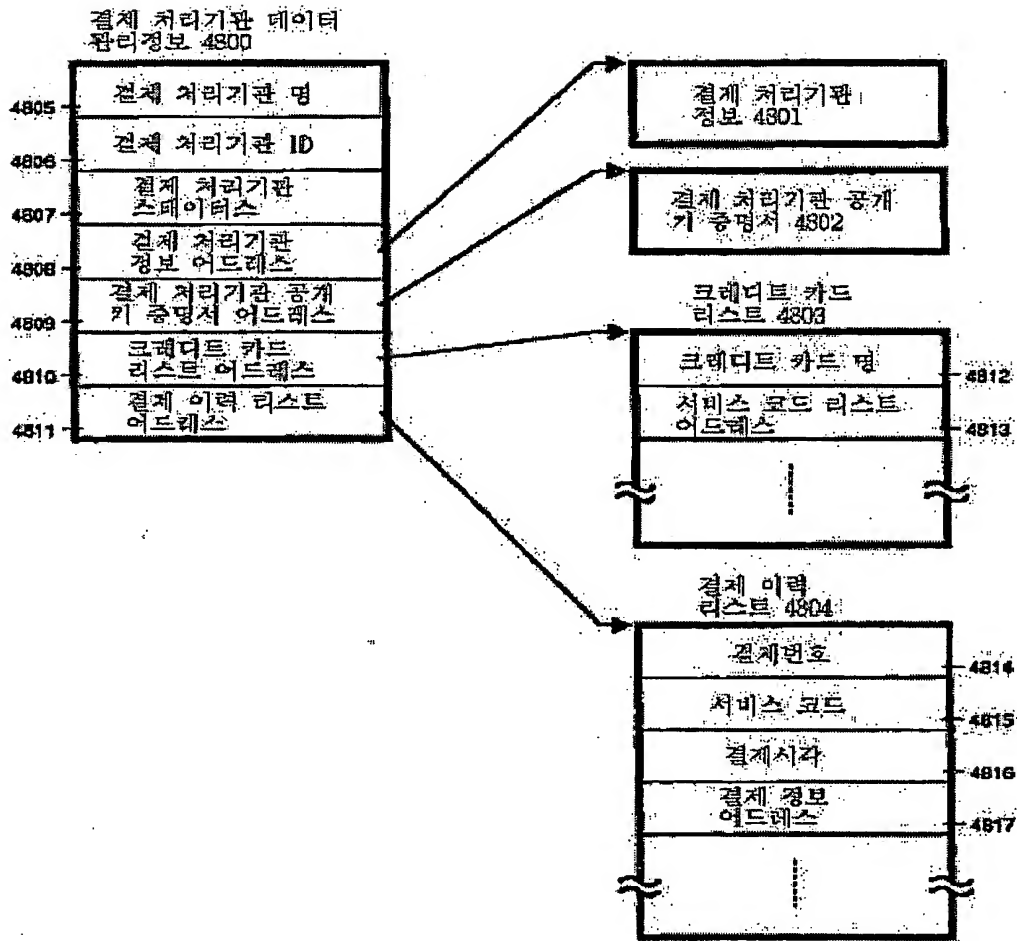 결제 처리기관 데이터
관리정보 4800
4805
결제 처리기관 명
4806
결제 처리기관 ID
4807
결제 처리기관
스테이터스
4808
결제 처리기관
정보 어드레스
4809
결제 처리기관 공개
키 증명서 어드레스
4810
크레디트 카드
리스트 어드레스
4811
결제 이력 리스트
어드레스
결제 처리기관
정보 4801
결제 처리기관 공개
키 증명서 4802
크레디트 카드
리스트 4803
크레디트 카드 명
4812
서비스 코드 리스트
어드레스
4813
결제 이력
리스트 4804
결제번호
4814
서비스 코드
4815
결제시각
4816
결제 정보
어드레스
4817